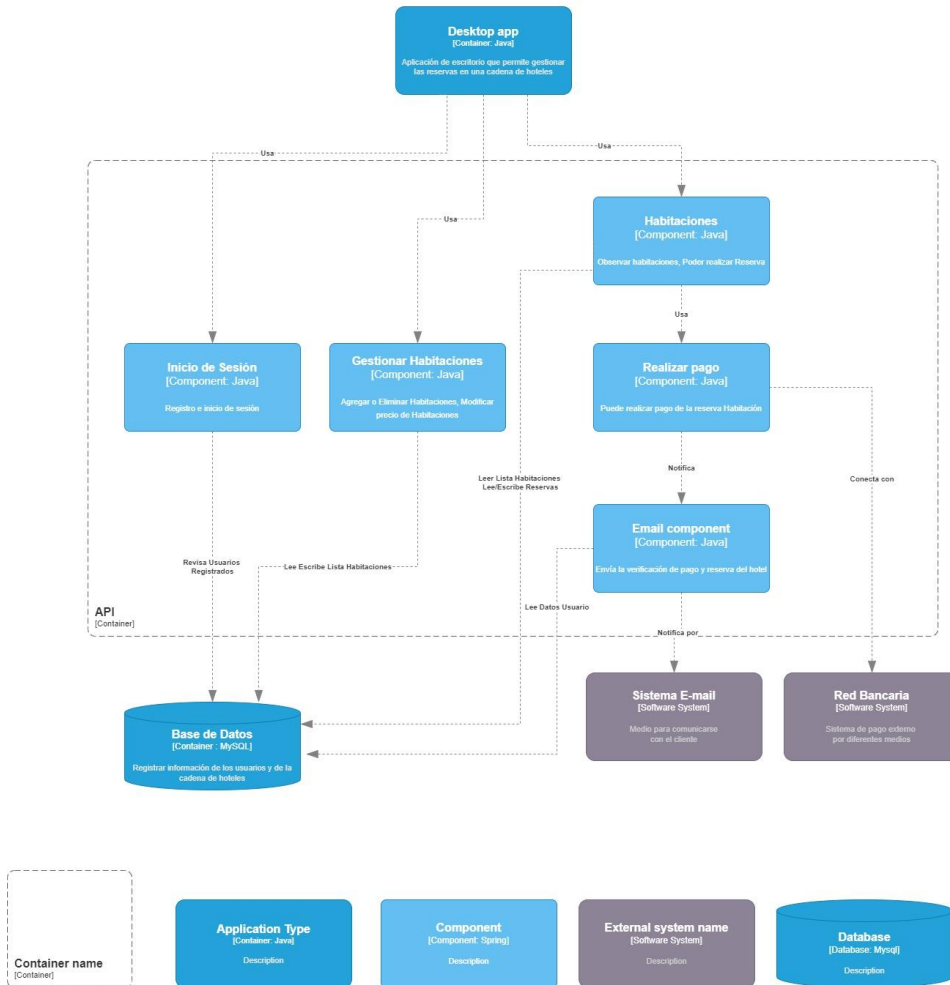 Desktop app
[Container: Java]
Aplicación de escritorio que permite gestionar
las reservas en una cadena de hoteles
Usa
Usa
Usa
Habitaciones
[Component: Java]
Observar habitaciones, Poder realizar Reserva
Usa
Inicio de Sesión
[Component: Java]
Registro e inicio de sesión
Gestionar Habitaciones
[Component: Java]
Agregar o Eliminar Habitaciones, Modificar
precio de Habitaciones
Realizar pago
[Component: Java]
Puede realizar pago de la reserva Habitación
Notifica
Conecta con
Leer Lista Habitaciones
Lee/Escribe Reservas
Email component
[Component: Java]
Envía la verificación de pago y reserva del hotel
Revisa Usuarios
Registrados
Lee Escribe Lista Habitaciones
Lee Datos Usuario
API
[Container]
Notifica por
Sistema E-mail
[Software System]
Medio para comunicarse
con el cliente
Red Bancaria
[Software System]
Sistema de pago externo
por diferentes medios
Base de Datos
[Container : MySQL]
Registrar información de los usuarios y de la
cadena de hoteles
Container name
[Container]
Application Type
[Container: Java]
Description
Component
[Component: Spring]
Description
External system name
[Software System]
Description
Database
[Database: Mysql]
Description